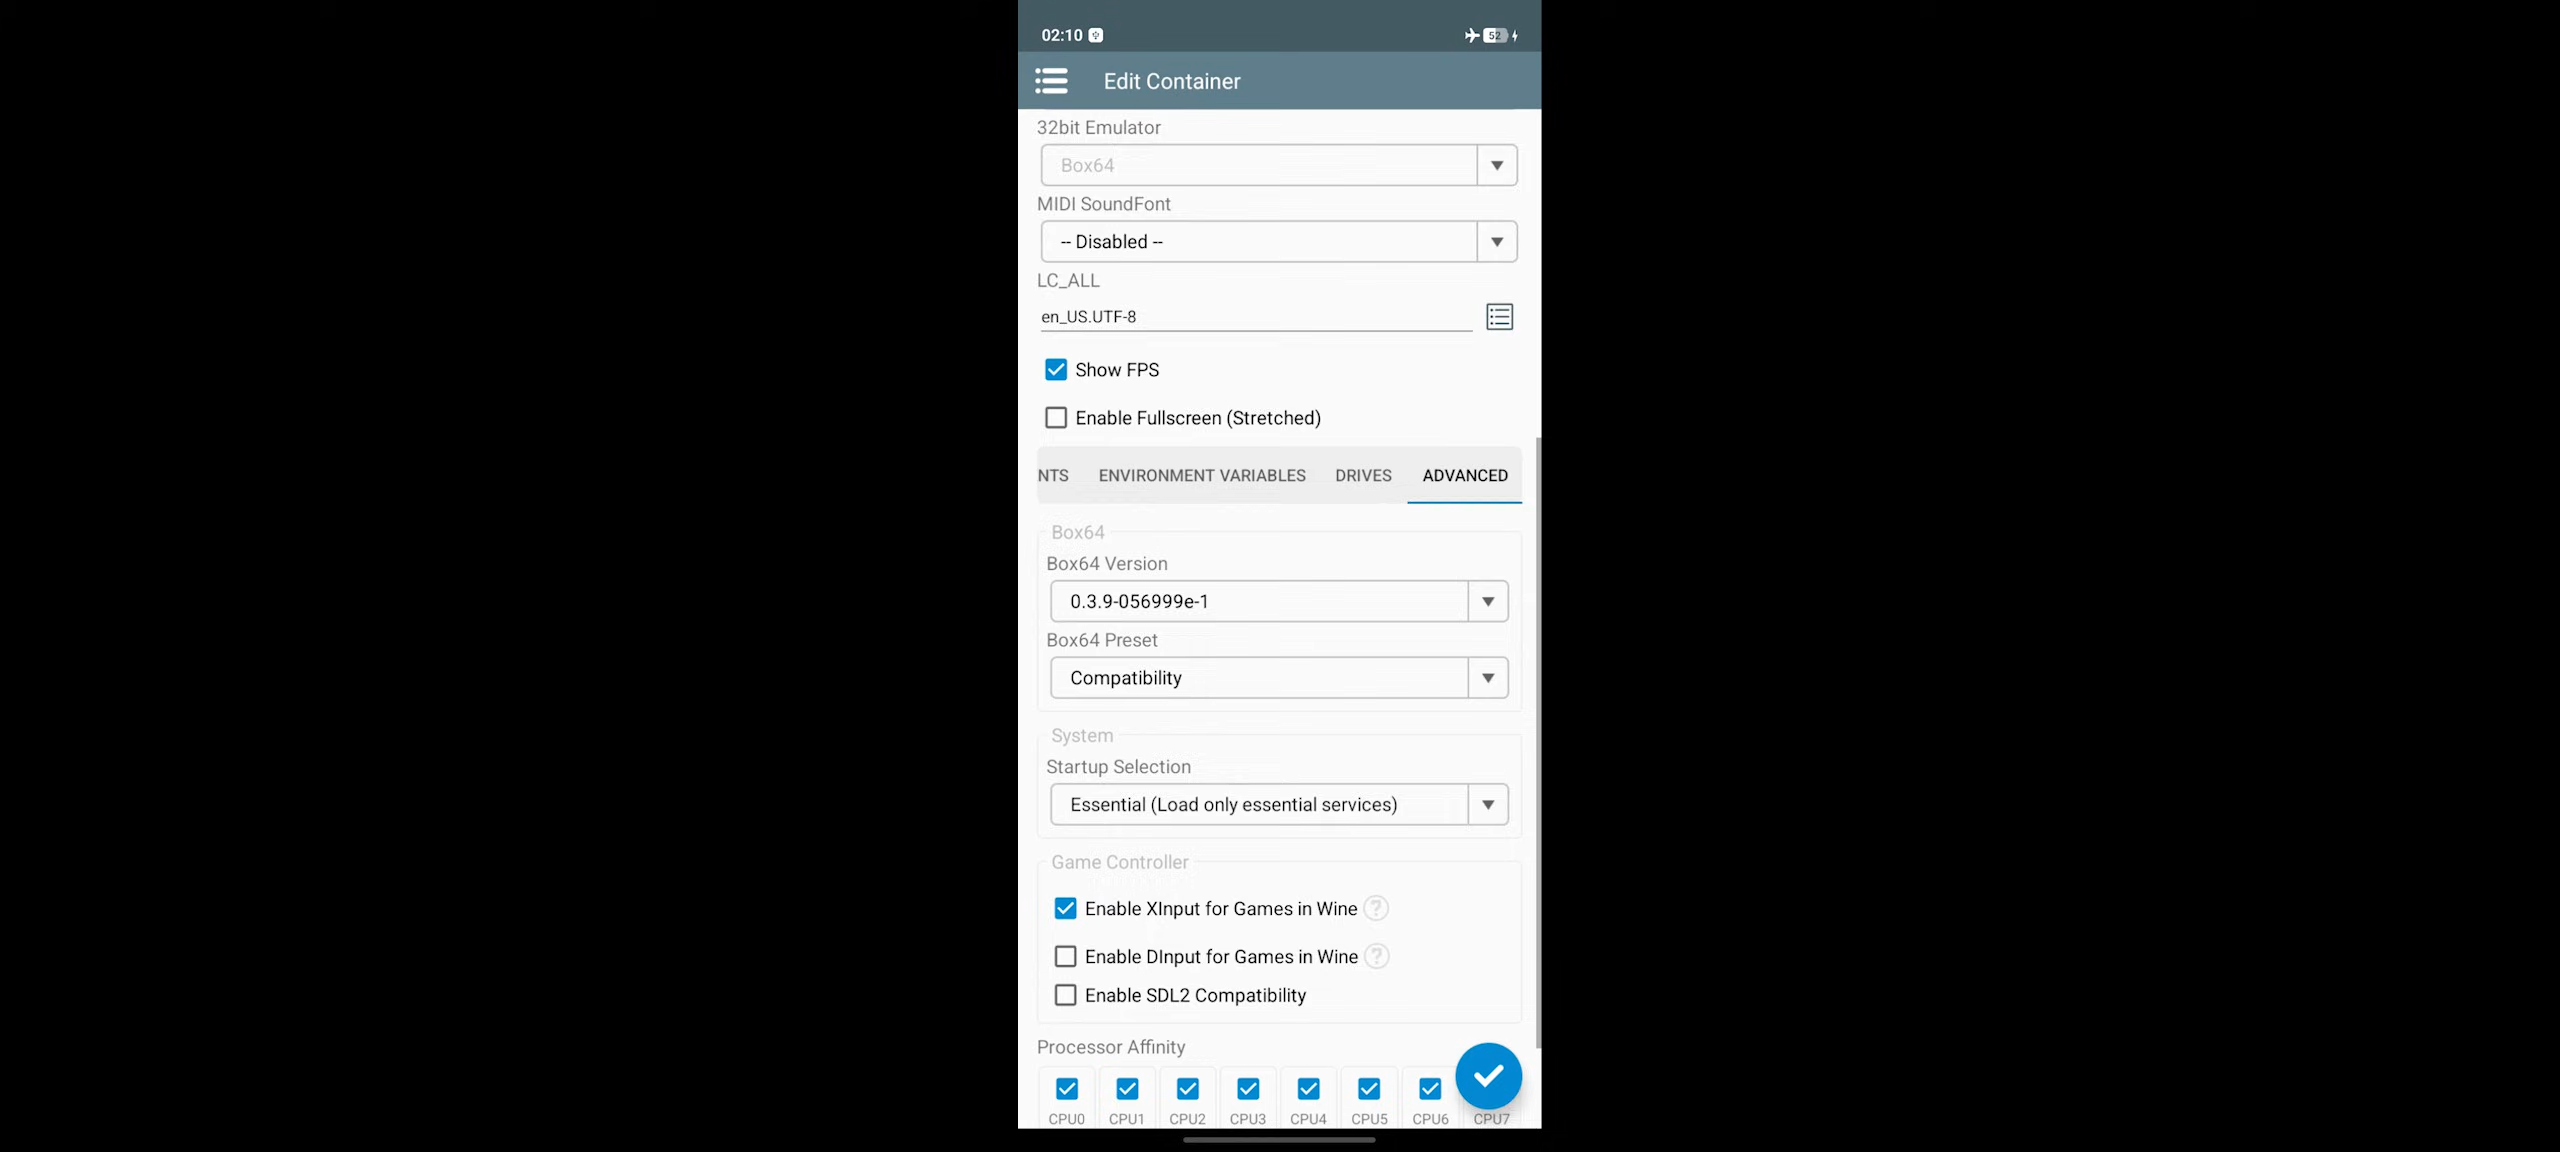 02:10
52
Edit Container
32bit Emulator
Box64
MIDI SoundFont
-- Disabled --
LC_ALL
en_US.UTF-8
Show FPS
Enable Fullscreen (Stretched)
NTS ENVIRONMENT VARIABLES DRIVES ADVANCED
Box64
Box64 Version
0.3.9-056999e-1
Box64 Preset
Compatibility
System
Startup Selection
Essential (Load only essential services)
Game Controller
Enable XInput for Games in Wine ?
Enable DInput for Games in Wine ?
Enable SDL2 Compatibility
Processor Affinity
CPU0 CPU1 CPU2 CPU3 CPU4 CPU5 CPU6 CPU7